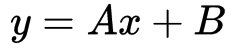 y = Ax + B